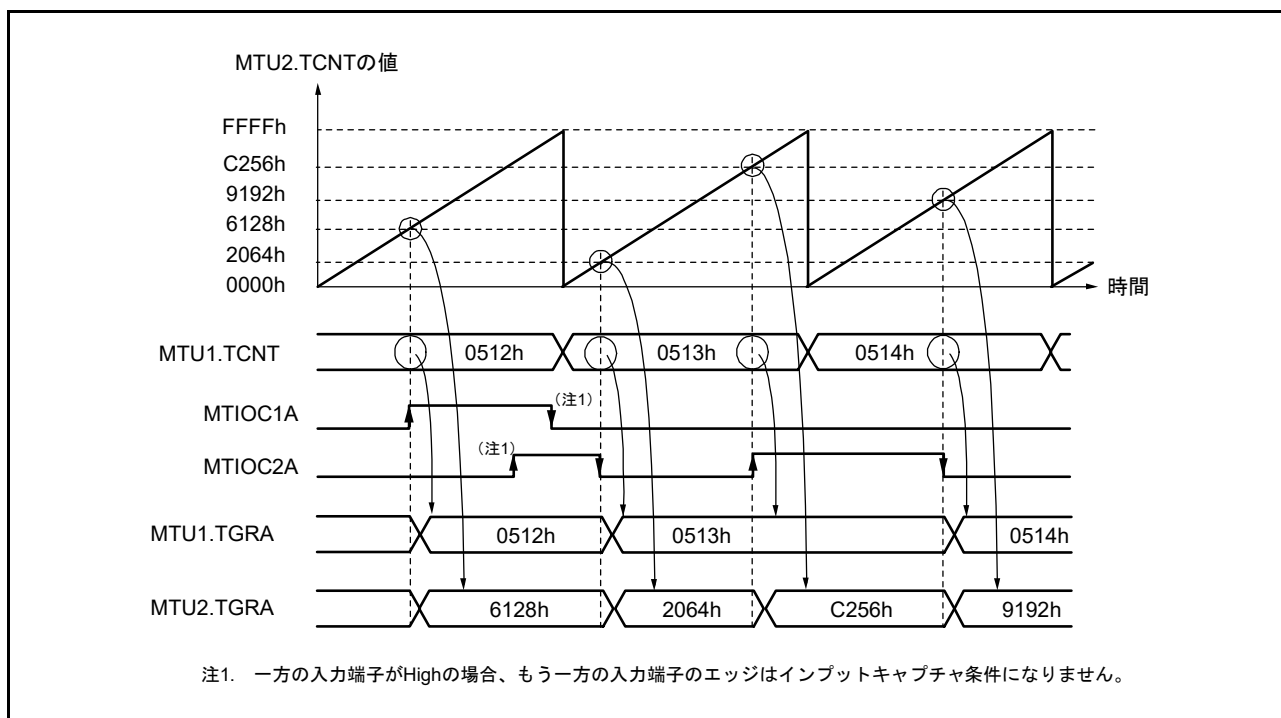 MTU2.TCNTの値
FFFFh
C256h
9192h
6128h
2064h
0000h
時間
MTU1.TCNT
0512h
0513h
0514h
MTIOC1A
（注1）
MTIOC2A
（注1）
MTU1.TGRA
0512h
0513h
0514h
MTU2.TGRA
6128h
2064h
C256h
9192h
注1. 一方の入力端子がHighの場合、もう一方の入力端子のエッジはインプットキャプチャ条件になりません。